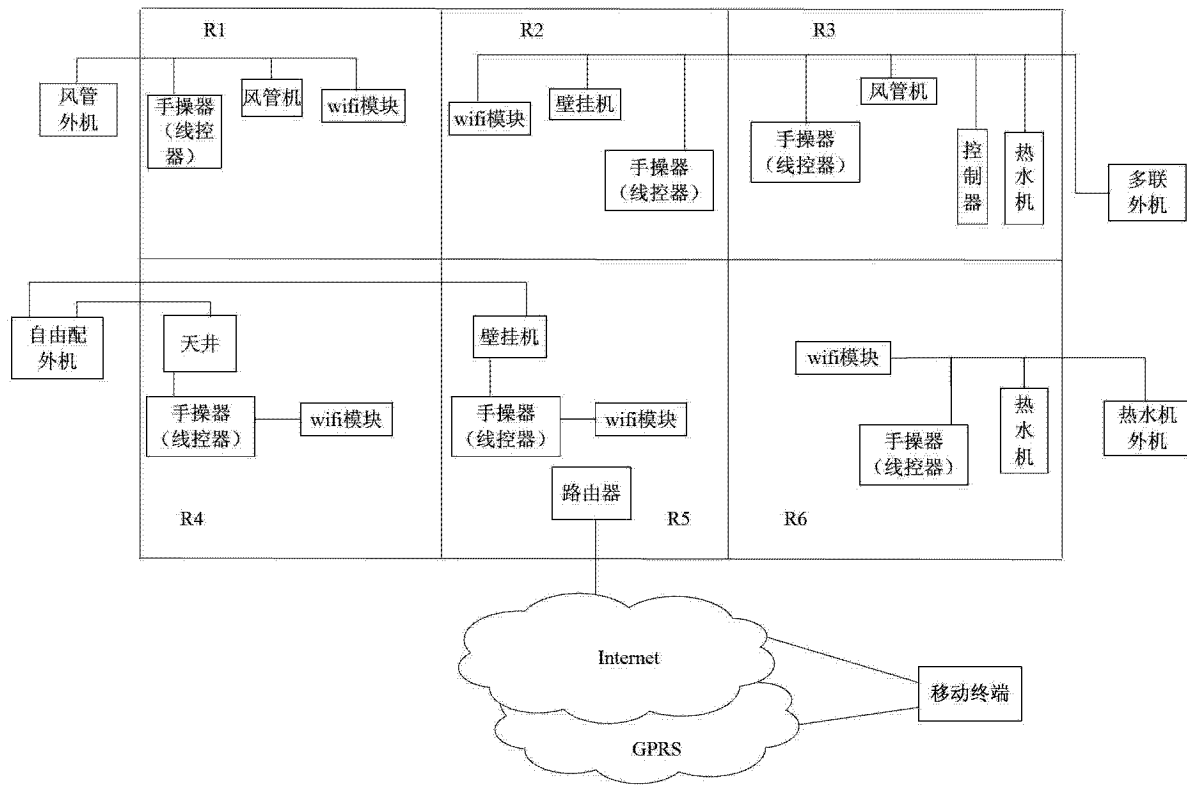 R1
R2
R3
风管
外机
手操器
（线控
器）
风管机
wifi模块
wifi模块
壁挂机
手操器
（线控器）
手操器
（线控器）
风管机
控
制
器
热
水
机
多联
外机
自由配
外机
天井
手操器
（线控器）
wifi模块
R4
壁挂机
手操器
（线控器）
wifi模块
路由器
R5
wifi模块
手操器
（线控器）
热
水
机
热水机
外机
R6
Internet
GPRS
移动终端